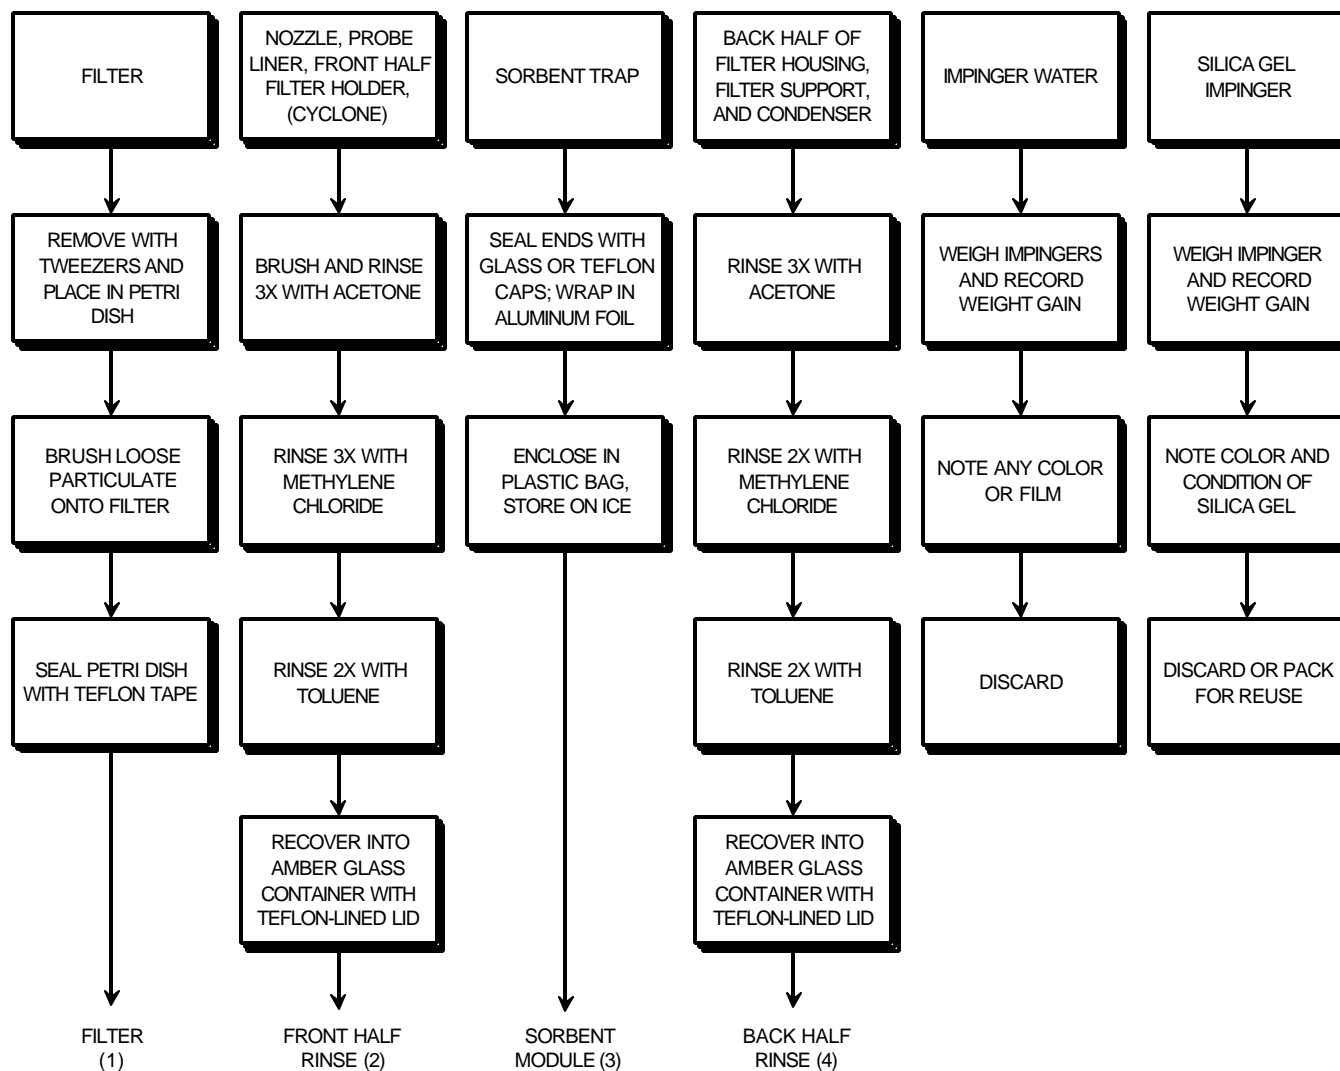 FILTER
NOZZLE, PROBE
LINER, FRONT HALF
FILTER HOLDER,
(CYCLONE)
SORBENT TRAP
BACK HALF OF
FILTER HOUSING,
FILTER SUPPORT,
AND CONDENSER
IMPINGER WATER
SILICA GEL
IMPINGER
REMOVE WITH
TWEEZERS AND
PLACE IN PETRI
DISH
BRUSH AND RINSE
3X WITH ACETONE
SEAL ENDS WITH
GLASS OR TEFLON
CAPS; WRAP IN
ALUMINUM FOIL
RINSE 3X WITH
ACETONE
WEIGH IMPINGERS
AND RECORD
WEIGHT GAIN
WEIGH IMPINGER
AND RECORD
WEIGHT GAIN
BRUSH LOOSE
PARTICULATE
ONTO FILTER
RINSE 3X WITH
METHYLENE
CHLORIDE
ENCLOSE IN
PLASTIC BAG,
STORE ON ICE
RINSE 2X WITH
METHYLENE
CHLORIDE
NOTE ANY COLOR
OR FILM
NOTE COLOR AND
CONDITION OF
SILICA GEL
SEAL PETRI DISH
WITH TEFLON TAPE
RINSE 2X WITH
TOLUENE
RINSE 2X WITH
TOLUENE
DISCARD
DISCARD OR PACK
FOR REUSE
RECOVER INTO
AMBER GLASS
CONTAINER WITH
TEFLON-LINED LID
RECOVER INTO
AMBER GLASS
CONTAINER WITH
TEFLON-LINED LID
FILTER
(1)
FRONT HALF
RINSE (2)
SORBENT
MODULE (3)
BACK HALF
RINSE (4)